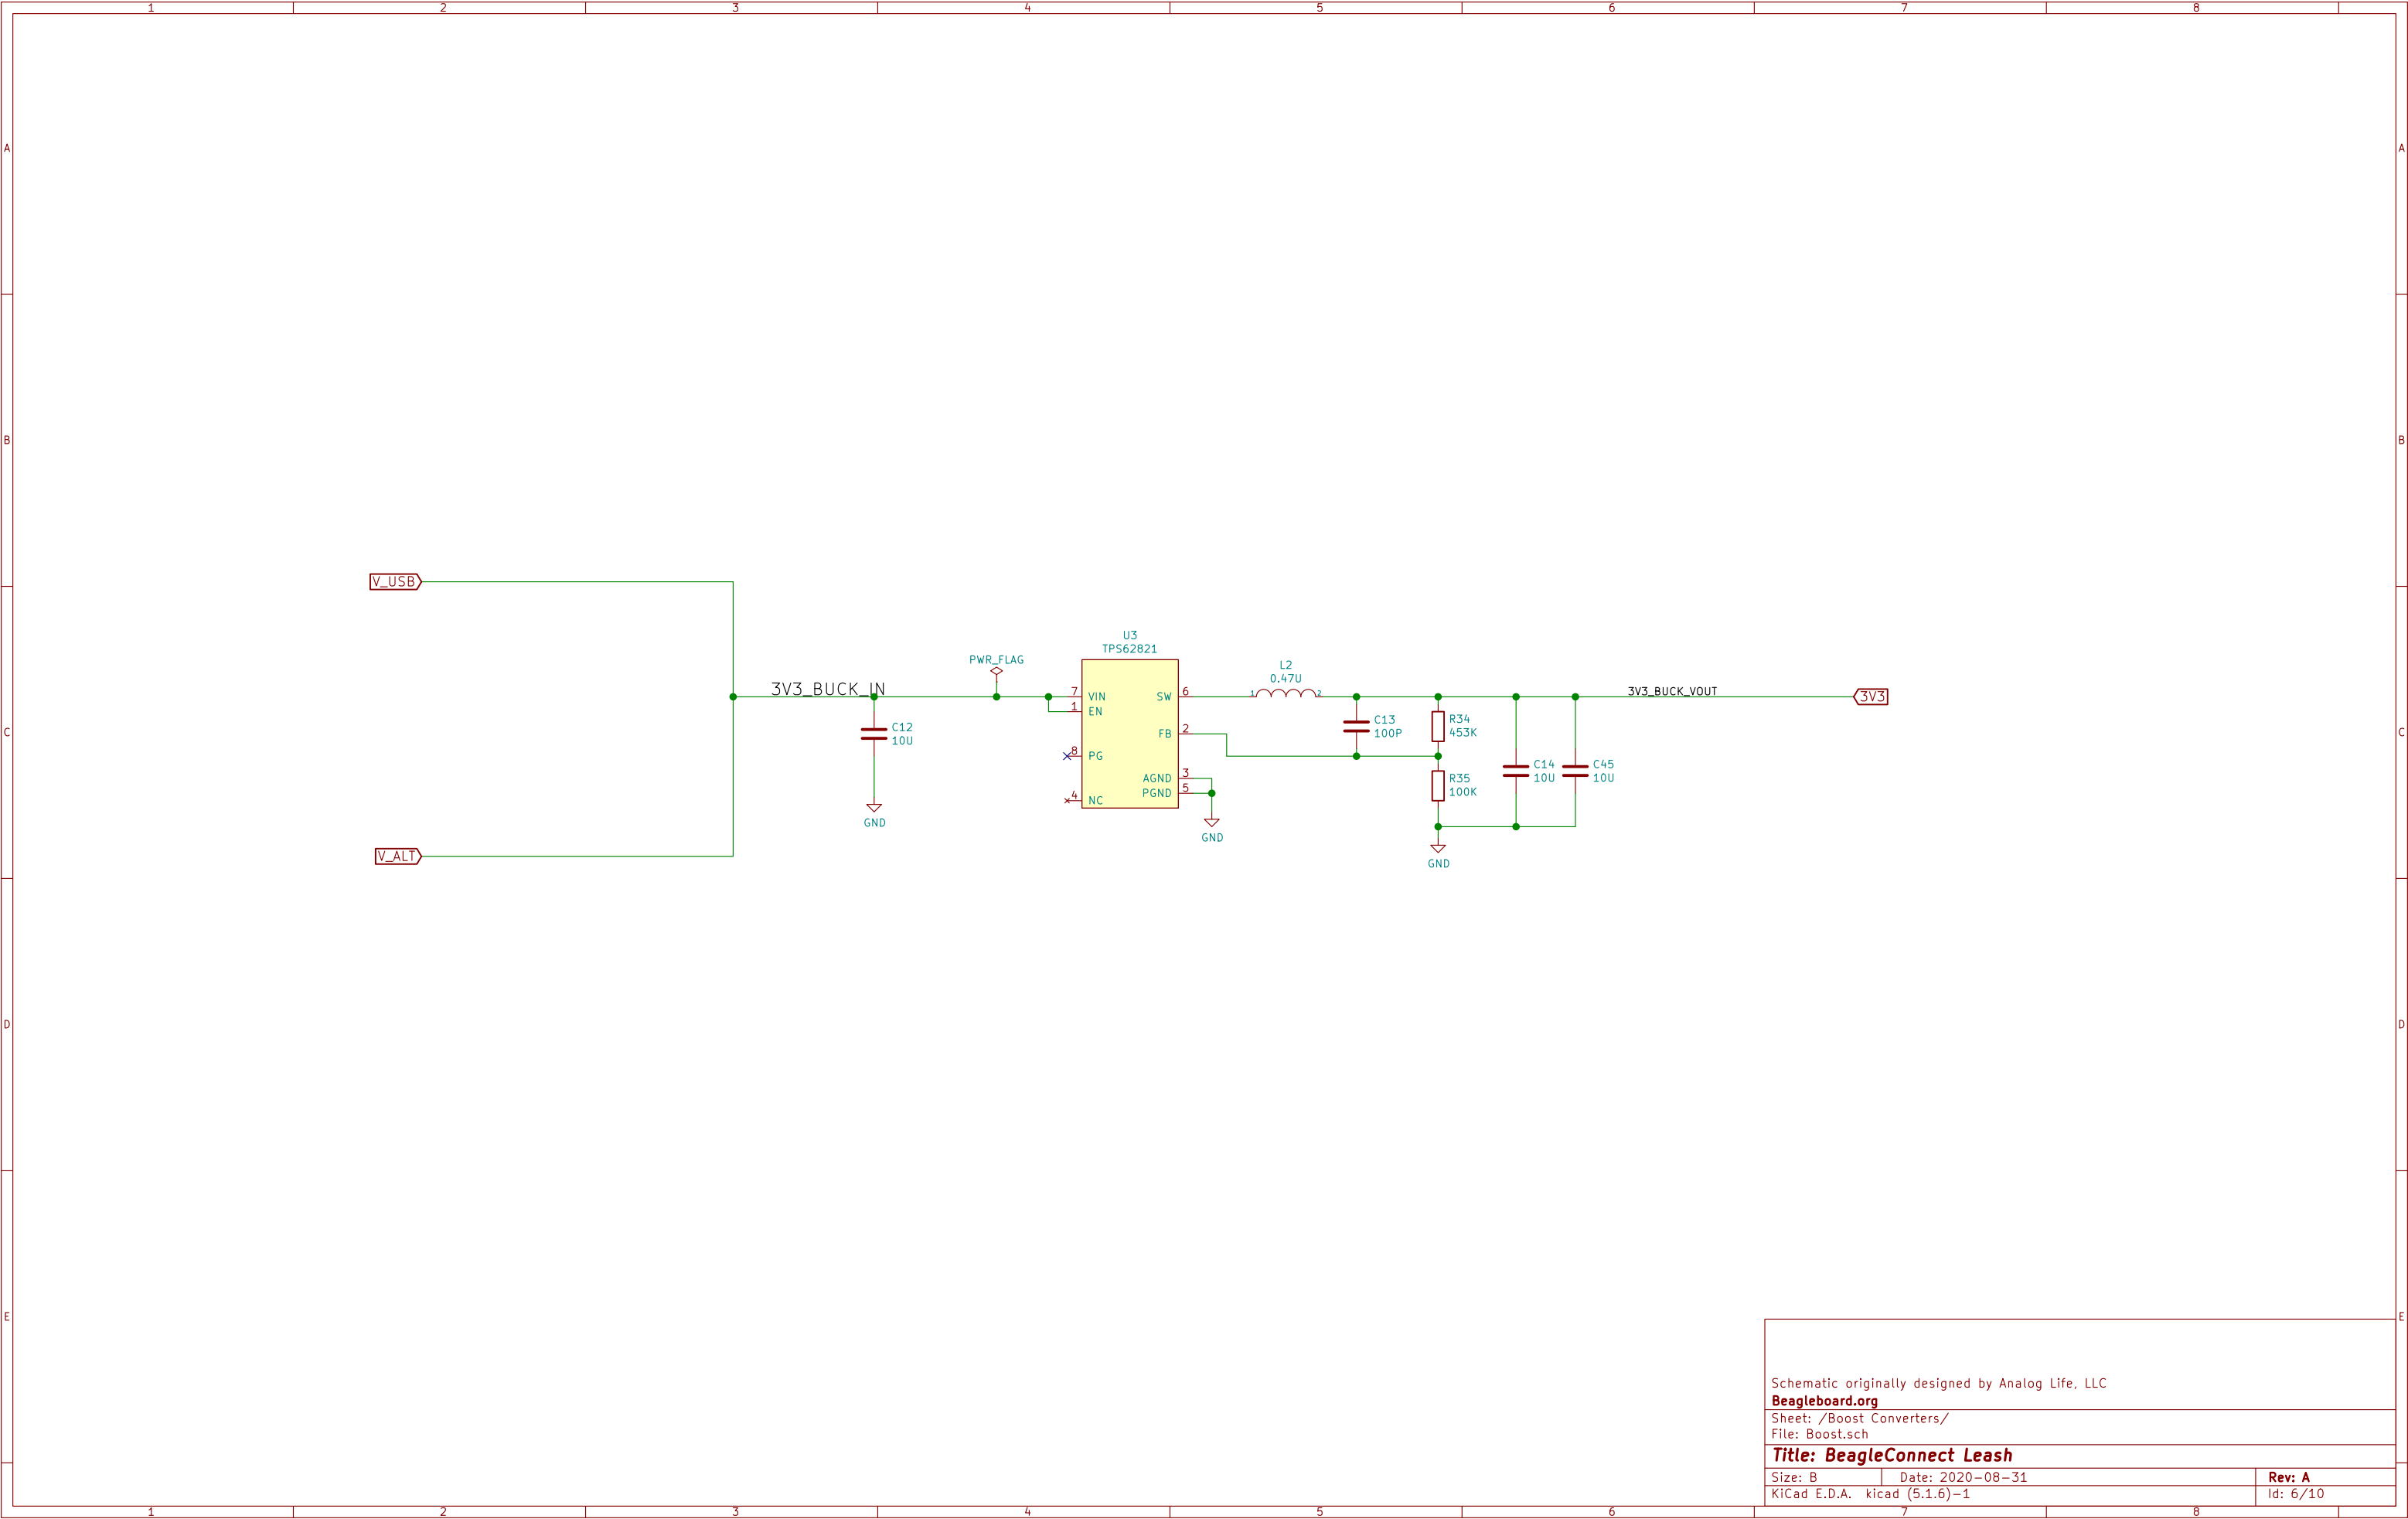 1 2 3 4 5 6 7 8
A A
B B
V_USB
U3
TPS62821
PWR_FLAG
L2
0.47U
3V3_BUCK_IN
7 VIN SW 6
1 2
3V3_BUCK_VOUT
3V3
1 EN
C C
C12
10U
FB 2
C13
100P
R34
453K
8 PG
AGND 3
PGND 5
4 NC
R35
100K
C14
10U
C45
10U
GND
GND
V_ALT
GND
D D
E E
Schematic originally designed by Analog Life, LLC
Beagleboard.org
Sheet: /Boost Converters/
File: Boost.sch
Title: BeagleConnect Leash
Size: B Date: 2020-08-31 Rev: A
KiCad E.D.A. kicad (5.1.6)-1 Id: 6/10
1 2 3 4 5 6 7 8